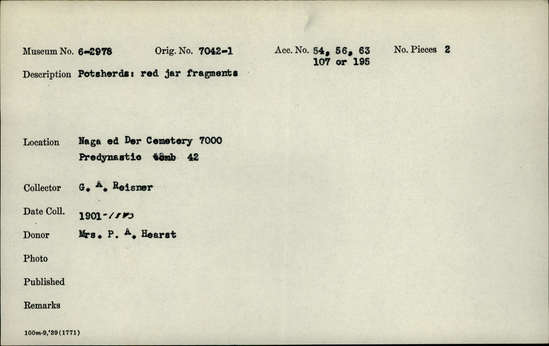 Museum No. 6-2978 Orig. No. 7042-1 Acc. No. 54, 56, 63 No. Pieces 2
107 or 195
Description Potsherds: red jar fragments
Location Naga ed Der Cemetery 7000
Predynastic tomb 42
Collector G. A. Reisner
Date Coll. 1901-
Donor Mrs. P. A. Hearst
Photo
Published
Remarks
100m-9,'39(1771)